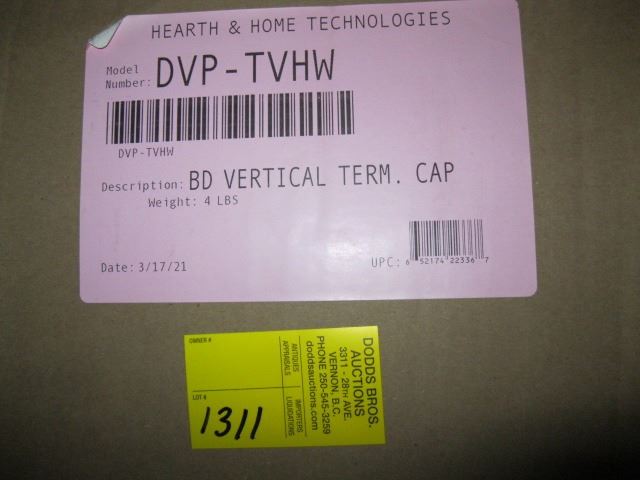 HEARTH & HOME TECHNOLOGIES
Model Number: DVP-TVHW
DVP-TVHW
Description: BD VERTICAL TERM. CAP
Weight: 4 LBS
Date: 3/17/21
UPC: 6 52174 22336 7
OWNER #
LOT #
1311
ANTIQUES
APPRAISALS
IMPORTERS
LIQUIDATIONS
DODDS BROS.
AUCTIONS
3311 - 28TH AVE.
VERNON, B.C.
PHONE 250-545-3259
doddsauctions.com